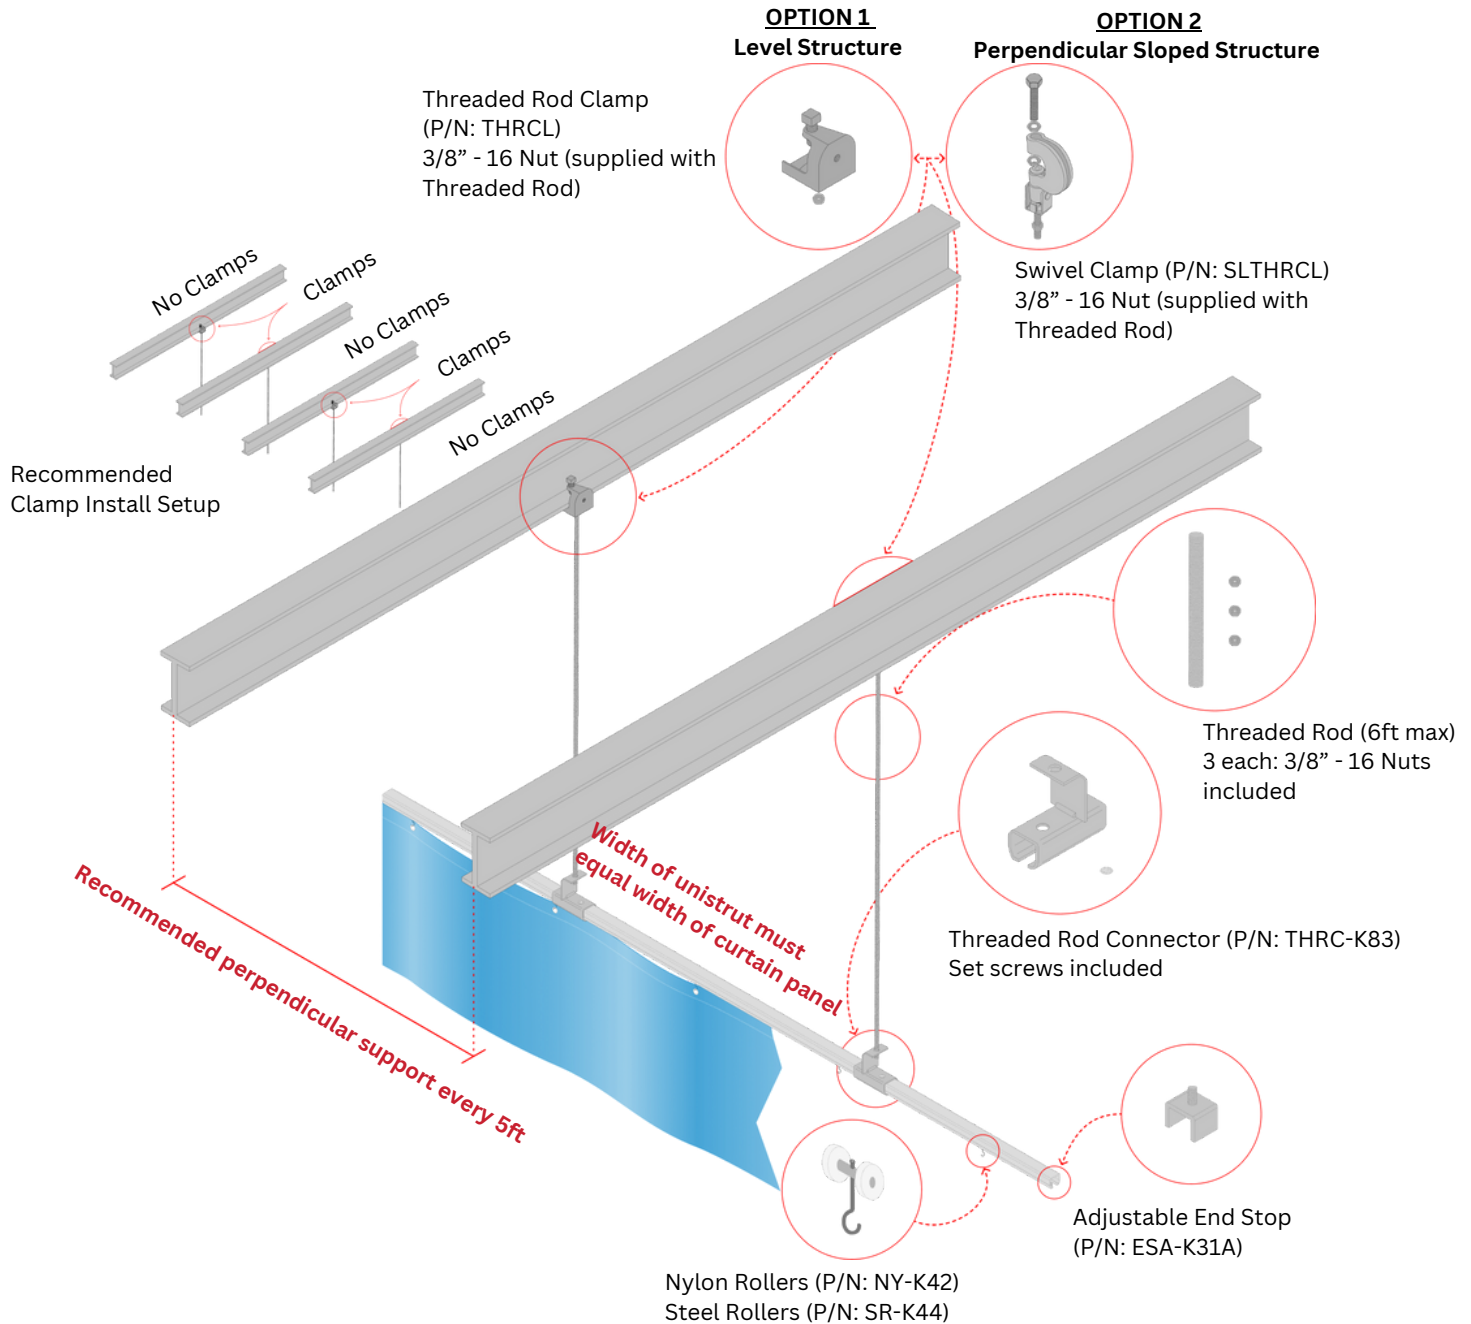 OPTION 1
Level Structure
OPTION 2
Perpendicular Sloped Structure
Threaded Rod Clamp
(P/N: THRCL)
3/8” - 16 Nut (supplied with
Threaded Rod)
Swivel Clamp (P/N: SLTHRCL)
3/8” - 16 Nut (supplied with
Threaded Rod)
No Clamps
Clamps
No Clamps
Clamps
No Clamps
Recommended
Clamp Install Setup
Threaded Rod (6ft max)
3 each: 3/8” - 16 Nuts
included
Width of unistrut must
equal width of curtain panel
Recommended perpendicular support every 5ft
Threaded Rod Connector (P/N: THRC-K83)
Set screws included
Adjustable End Stop
(P/N: ESA-K31A)
Nylon Rollers (P/N: NY-K42)
Steel Rollers (P/N: SR-K44)